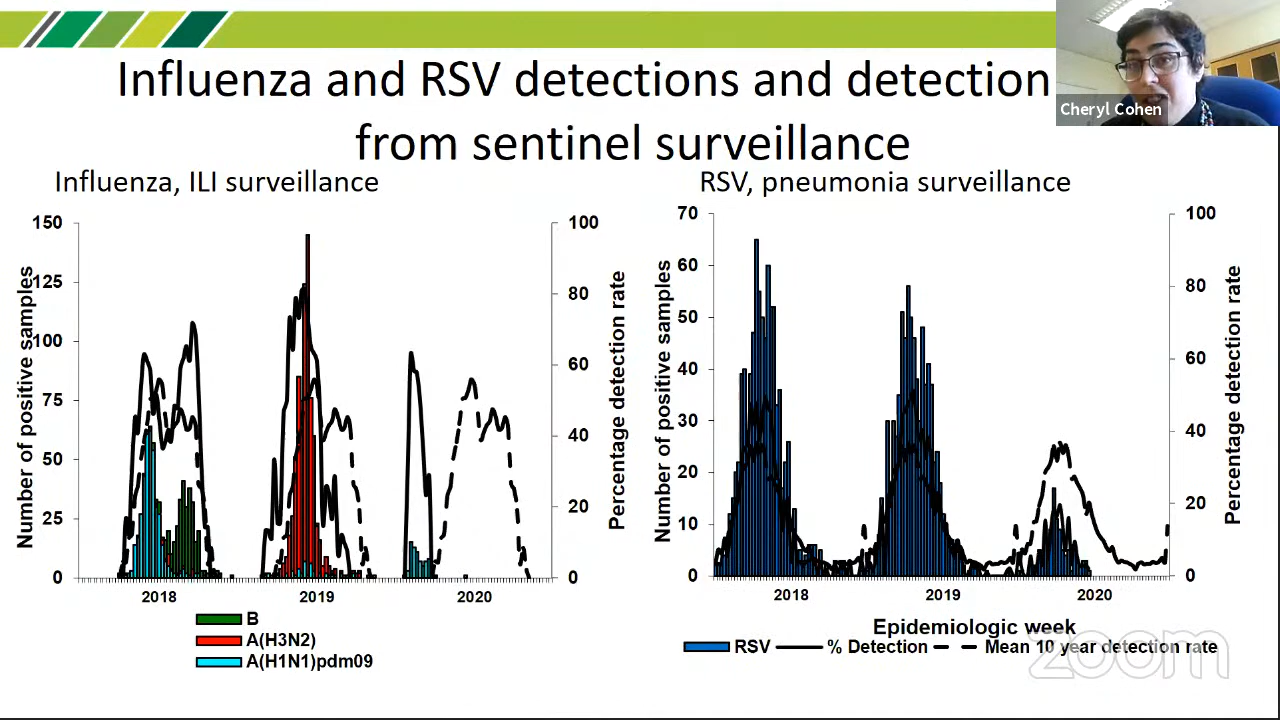 Influenza and RSV detections and detection
from sentinel surveillance
Cheryl Cohen
Influenza, ILI surveillance
150
125
100
75
50
25
0
Number of positive samples
100
80
60
40
20
0
Percentage detection rate
2018
2019
2020
B
A(H3N2)
A(H1N1)pdm09
RSV, pneumonia surveillance
70
60
50
40
30
20
10
0
Number of positive samples
100
80
60
40
20
0
Percentage detection rate
2018
2019
2020
Epidemiologic week
RSV
% Detection
Mean 10 year detection rate
zoom